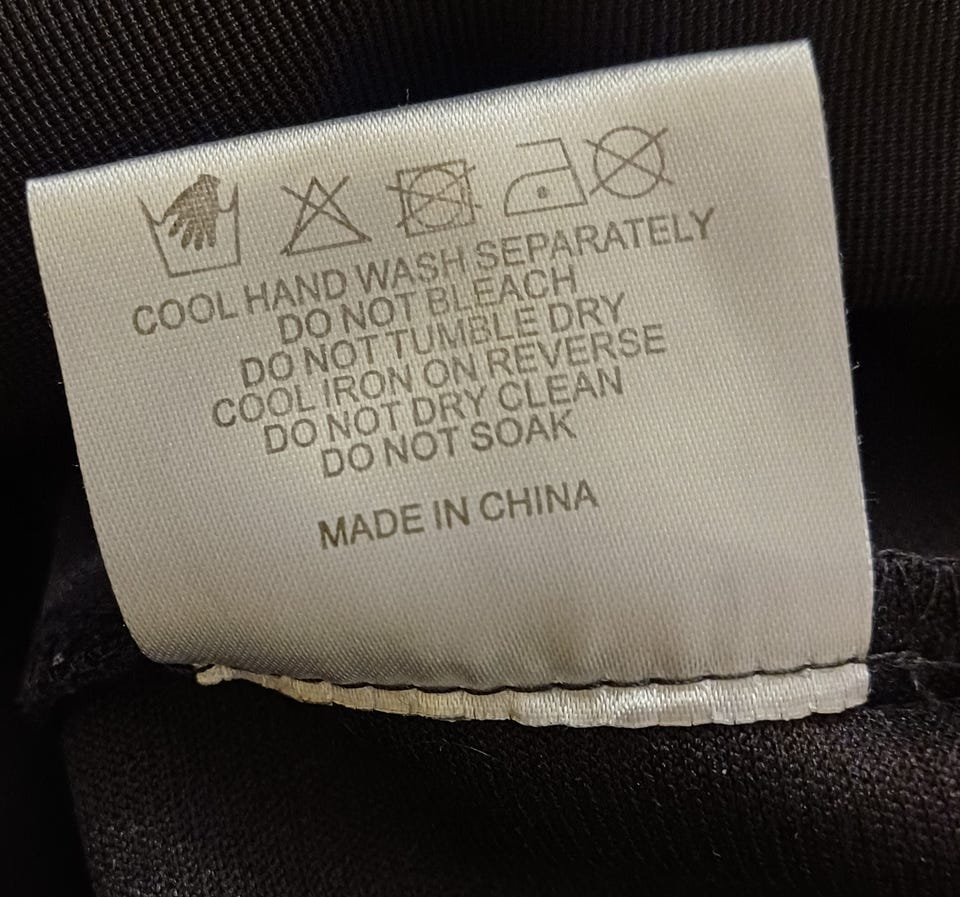 COOL HAND WASH SEPARATELY
DO NOT BLEACH
DO NOT TUMBLE DRY
COOL IRON ON REVERSE
DO NOT DRY CLEAN
DO NOT SOAK
MADE IN CHINA